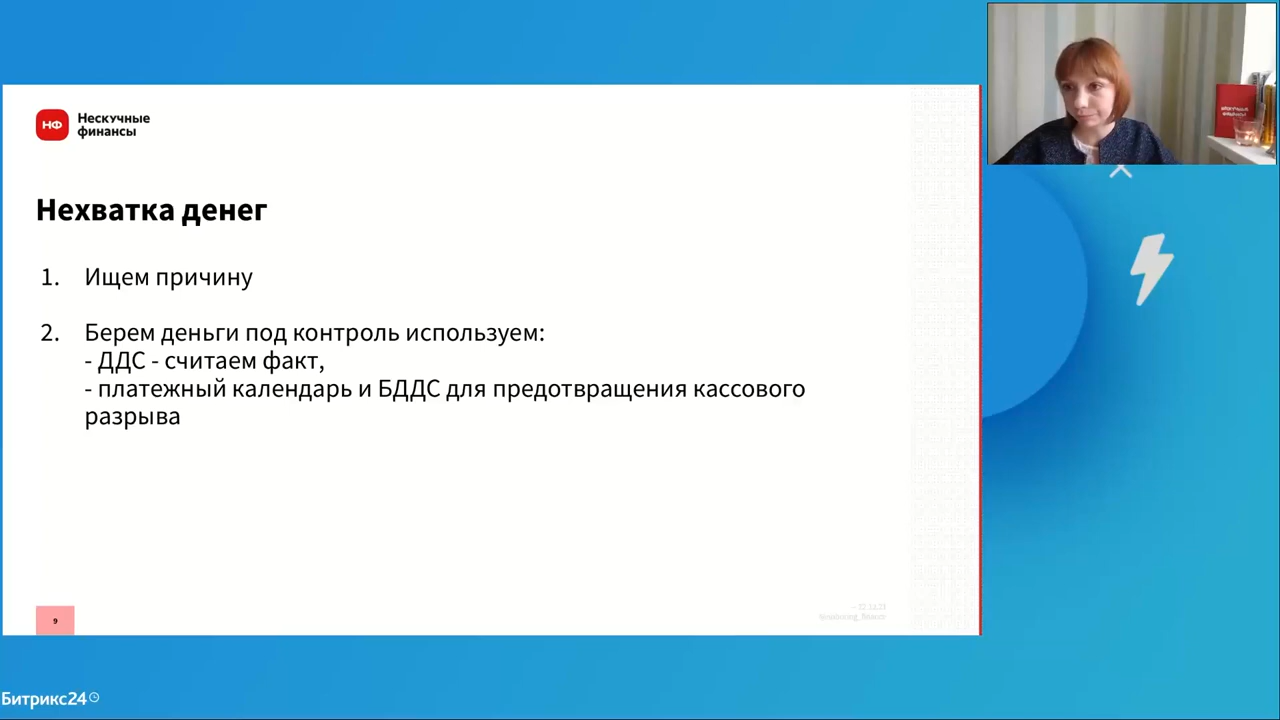 НФ
Нескучные
финансы
Нехватка денег
1. Ищем причину
2. Берем деньги под контроль используем:
- ДДС - считаем факт,
- платежный календарь и БДДС для предотвращения кассового
разрыва
9
Битрикс24